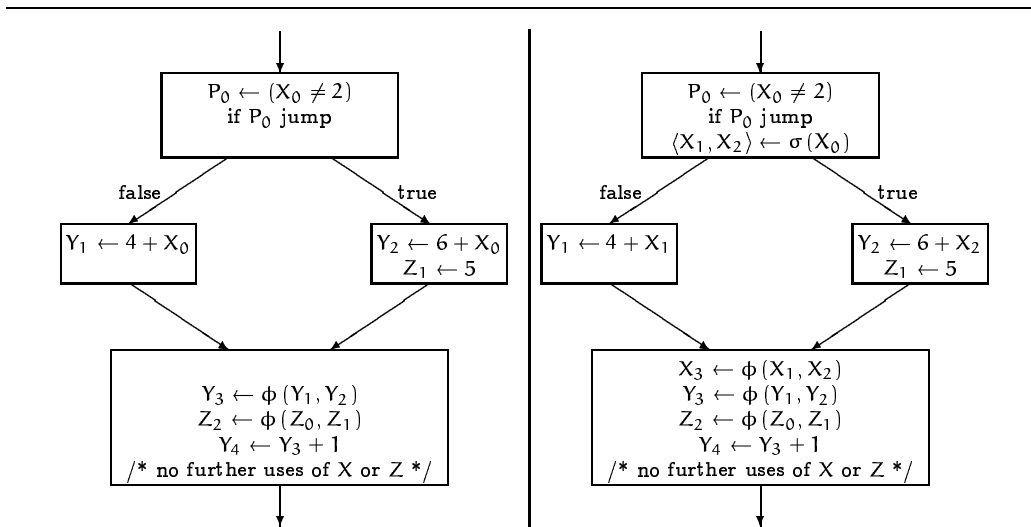 P₀ ← (X₀ ≠ 2)
if P₀ jump
false
true
Y₁ ← 4 + X₀
Y₂ ← 6 + X₀
Z₁ ← 5
Y₃ ← ϕ (Y₁, Y₂)
Z₂ ← ϕ (Z₀, Z₁)
Y₄ ← Y₃ + 1
/* no further uses of X or Z */
P₀ ← (X₀ ≠ 2)
if P₀ jump
⟨X₁, X₂⟩ ← σ (X₀)
false
true
Y₁ ← 4 + X₁
Y₂ ← 6 + X₂
Z₁ ← 5
X₃ ← ϕ (X₁, X₂)
Y₃ ← ϕ (Y₁, Y₂)
Z₂ ← ϕ (Z₀, Z₁)
Y₄ ← Y₃ + 1
/* no further uses of X or Z */